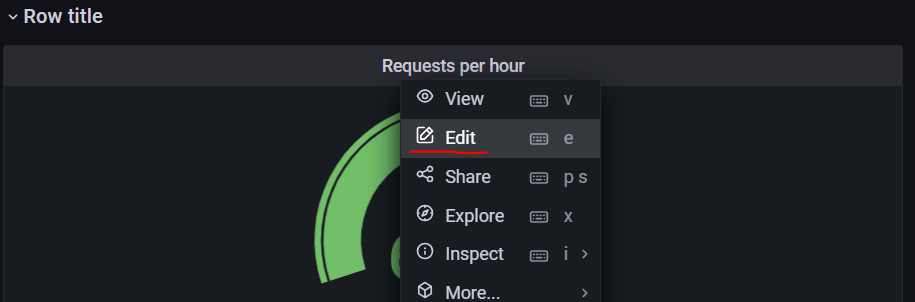 Row title
Requests per hour
View v
Edit e
Share p s
Explore x
Inspect i
More...